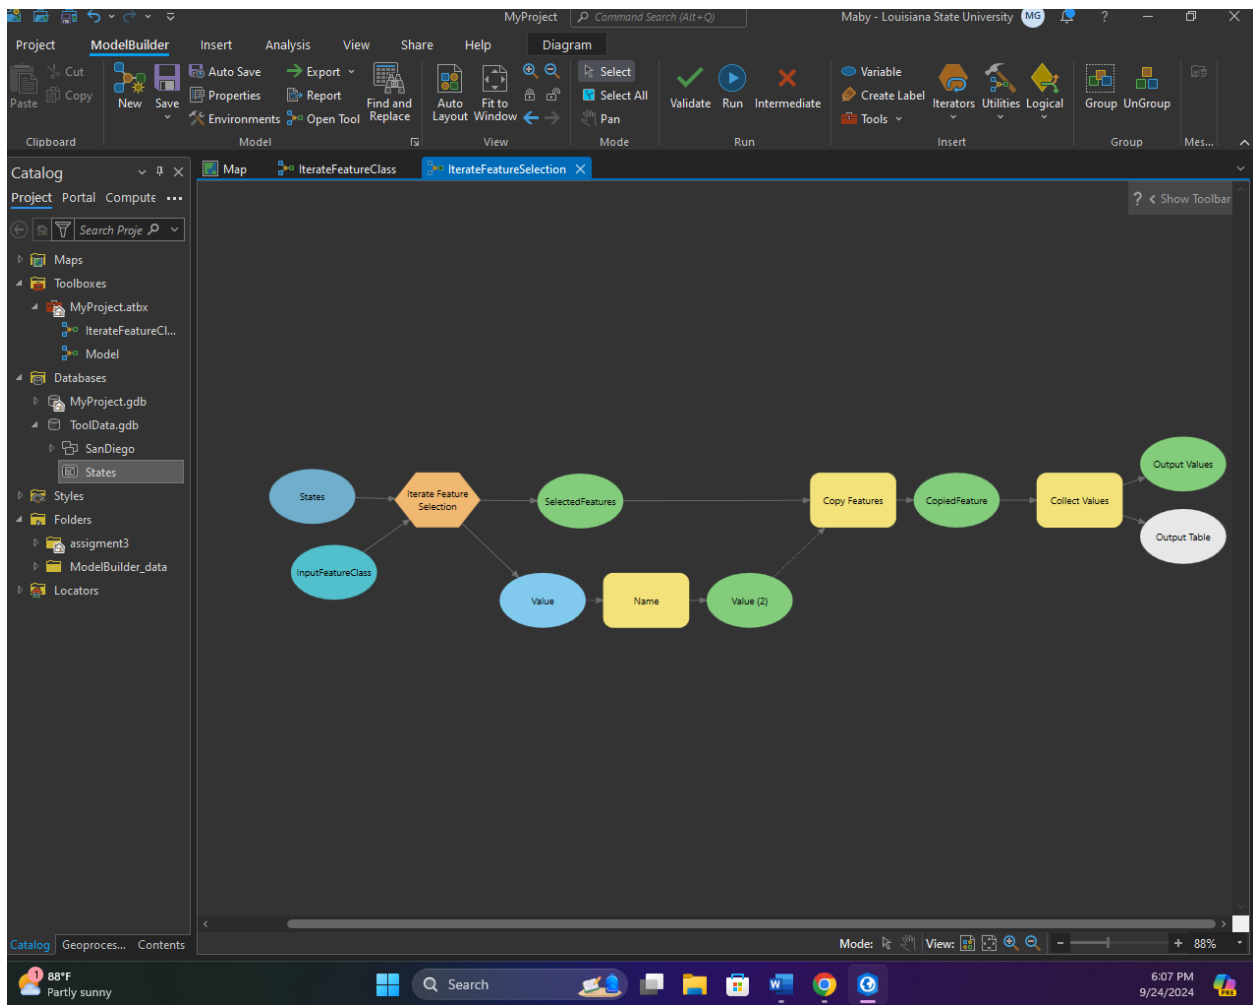 MyProject
Command Search (Alt+Q)
Maby - Louisiana State University
MG
?
Project
ModelBuilder
Insert
Analysis
View
Share
Help
Diagram
Paste
Cut
Copy
Clipboard
New
Save
Auto Save
Properties
Environments
Export
Report
Open Tool
Find and
Replace
Model
Auto
Layout
Fit to
Window
View
Select
Select All
Pan
Mode
Validate
Run
Intermediate
Run
Variable
Create Label
Tools
Iterators
Utilities
Logical
Insert
Group
UnGroup
Group
Mes...
Catalog
Project
Portal
Compute
Search Proje
Maps
Toolboxes
MyProject.atbx
IterateFeatureCl...
Model
Databases
MyProject.gdb
ToolData.gdb
SanDiego
States
Styles
Folders
assigment3
ModelBuilder_data
Locators
Catalog
Geoproces...
Contents
Map
IterateFeatureClass
IterateFeatureSelection
? < Show Toolbar
States
Iterate Feature
Selection
SelectedFeatures
InputFeatureClass
Value
Name
Value (2)
Copy Features
CopiedFeature
Collect Values
Output Values
Output Table
Mode:
View:
- + 88%
1
88°F
Partly sunny
Search
6:07 PM
9/24/2024
PRE